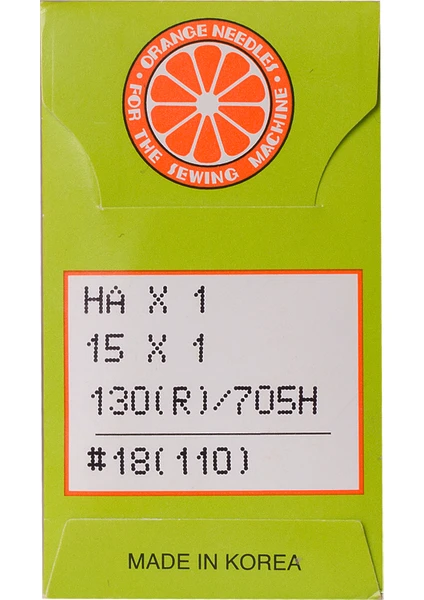 ORANGE NEEDLES
FOR THE SEWING MACHINE
HA X 1
15 X 1
130(R)/705H
#18(110)
MADE IN KOREA